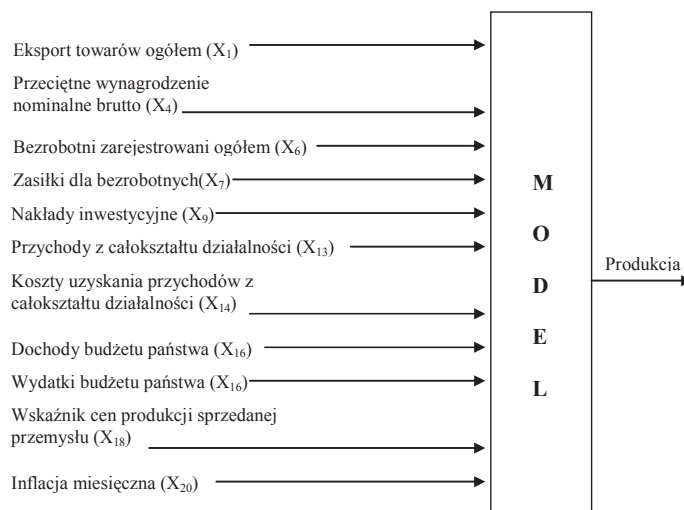 Eksport towarów ogółem (X₁)
Przeciętne wynagrodzenie
nominalne brutto (X₄)
Bezrobotni zarejestrowani ogółem (X₆)
Zasiłki dla bezrobotnych(X₇)
Nakłady inwestycyjne (X₉)
Przychody z całokształtu działalności (X₁₃)
Koszty uzyskania przychodów z
całokształtu działalności (X₁₄)
Dochody budżetu państwa (X₁₆)
Wydatki budżetu państwa (X₁₆)
Wskaźnik cen produkcji sprzedanej
przemysłu (X₁₈)
Inflacja miesięczna (X₂₀)
M
O
D
E
L
Produkcja